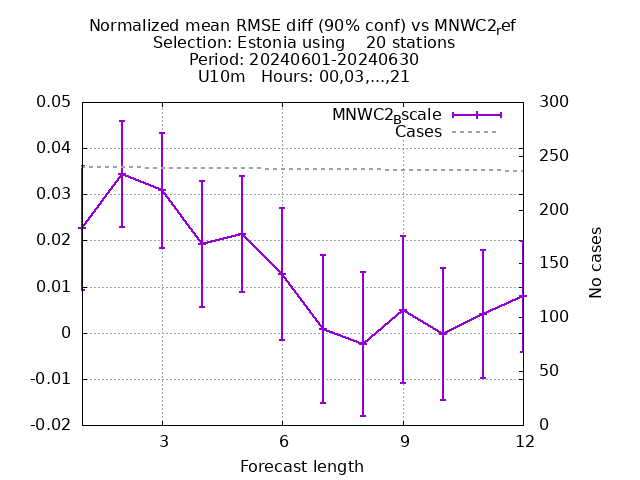 Normalized mean RMSE diff (90% conf) vs MNWC2ref
Selection: Estonia using 20 stations
Period: 20240601-20240630
U10m Hours: 00,03,...,21
MNWC2Bscale
Cases
0.05
0.04
0.03
0.02
0.01
0
-0.01
-0.02
300
250
200
150
100
50
0
No cases
3 6 9 12
Forecast length